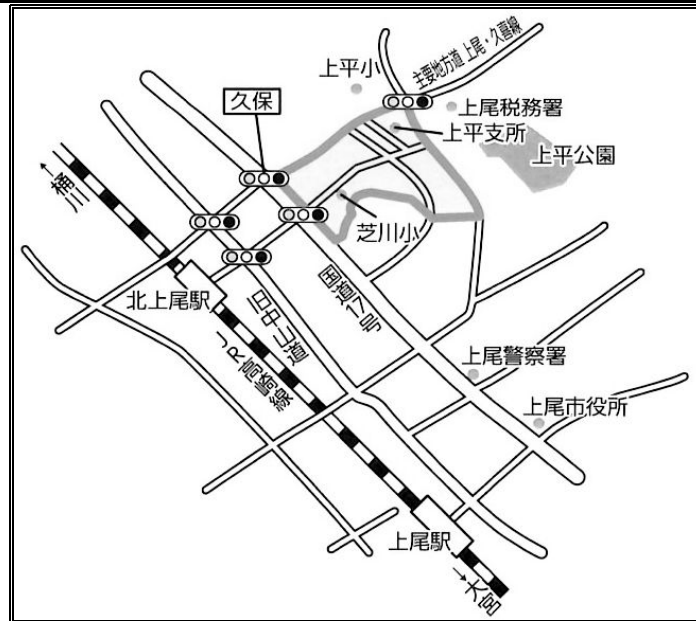 主要地方道 上尾・久喜線
上平小
上尾税務署
久保
上平支所
上平公園
桶川
芝川小
北上尾駅
旧中山道
国道17号
JR高崎線
上尾警察署
上尾市役所
上尾駅
大宮